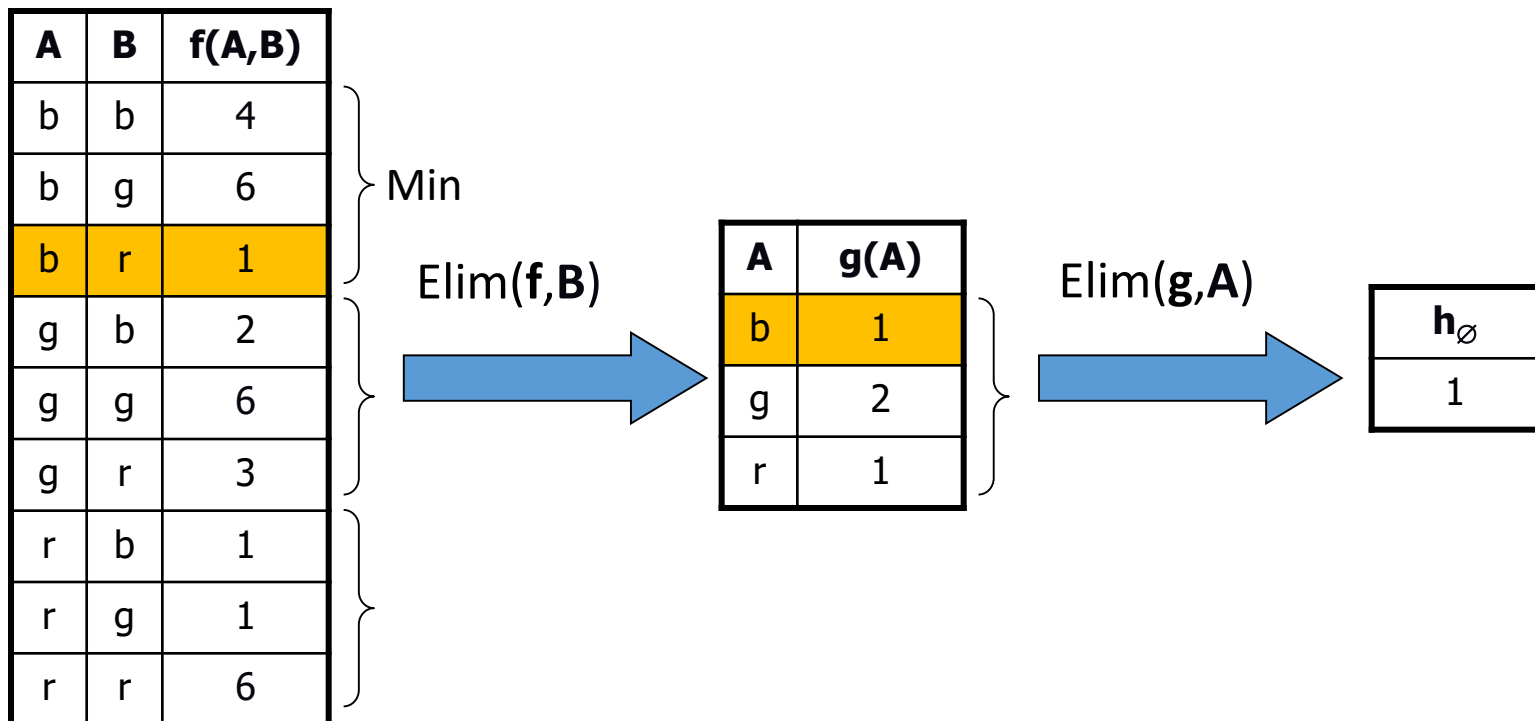 A B f(A,B)
b b 4
b g 6
b r 1
g b 2
g g 6
g r 3
r b 1
r g 1
r r 6
Min
Elim(f,B)
A g(A)
b 1
g 2
r 1
Elim(g,A)
h∅
1